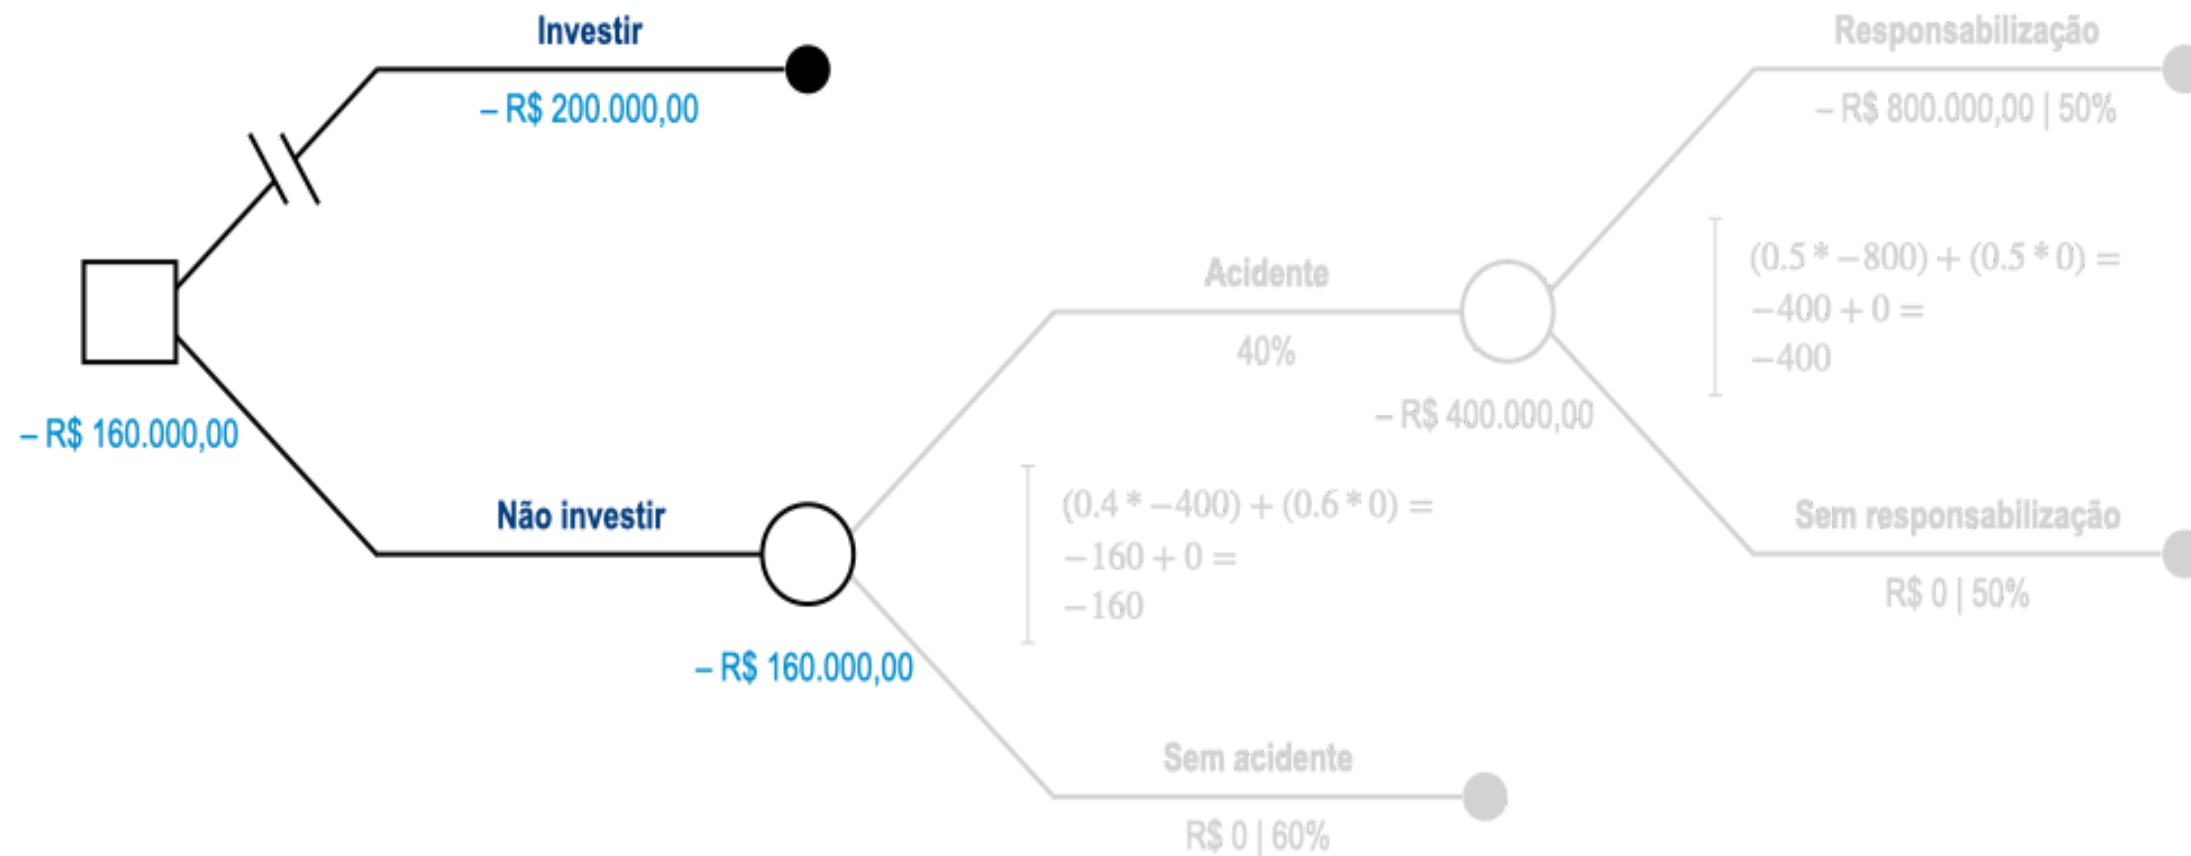 Investir
– R$ 200.000,00
Responsabilização
– R$ 800.000,00 | 50%
(0.5 * −800) + (0.5 * 0) =
−400 + 0 =
−400
Acidente
40%
– R$ 400.000,00
– R$ 160.000,00
Não investir
– R$ 160.000,00
(0.4 * −400) + (0.6 * 0) =
−160 + 0 =
−160
Sem responsabilização
R$ 0 | 50%
Sem acidente
R$ 0 | 60%